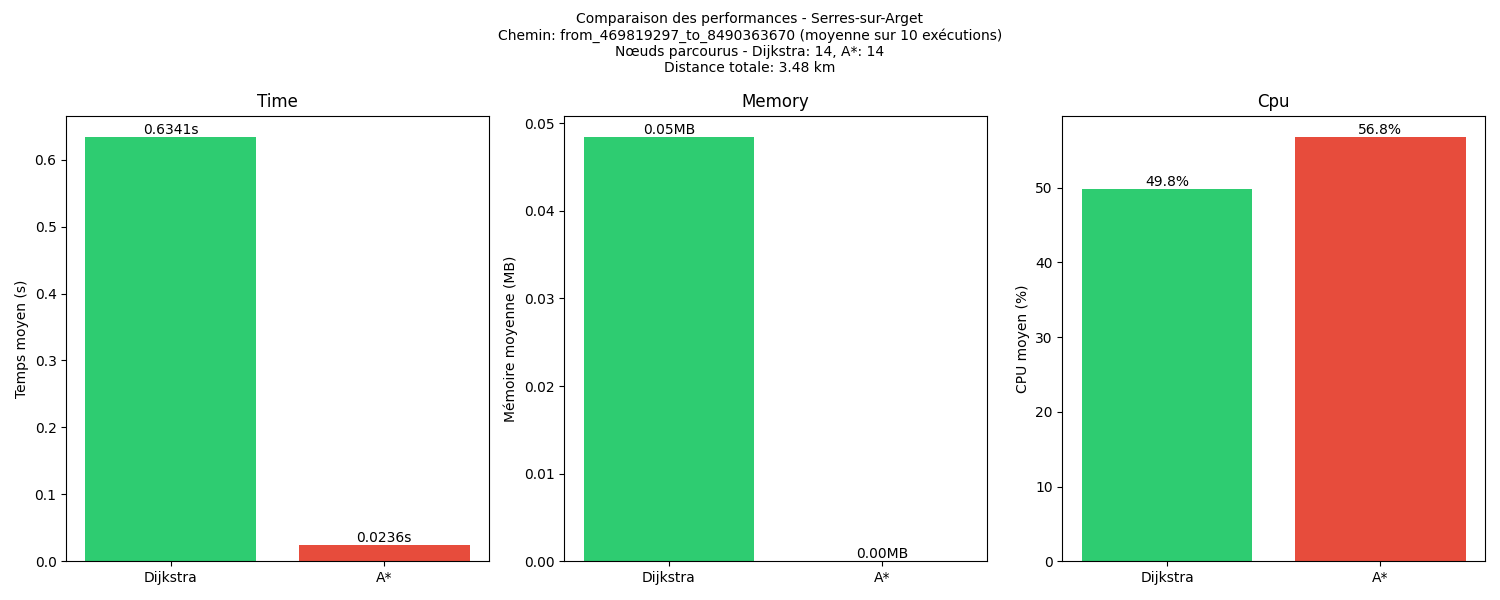 Comparaison des performances - Serres-sur-Arget
Chemin: from_469819297_to_8490363670 (moyenne sur 10 exécutions)
Nœuds parcourus - Dijkstra: 14, A*: 14
Distance totale: 3.48 km
Time
0.6341s
0.0236s
Temps moyen (s)
0.6
0.5
0.4
0.3
0.2
0.1
0.0
Dijkstra
A*
Memory
0.05MB
0.00MB
Mémoire moyenne (MB)
0.05
0.04
0.03
0.02
0.01
0.00
Dijkstra
A*
Cpu
49.8%
56.8%
CPU moyen (%)
50
40
30
20
10
0
Dijkstra
A*